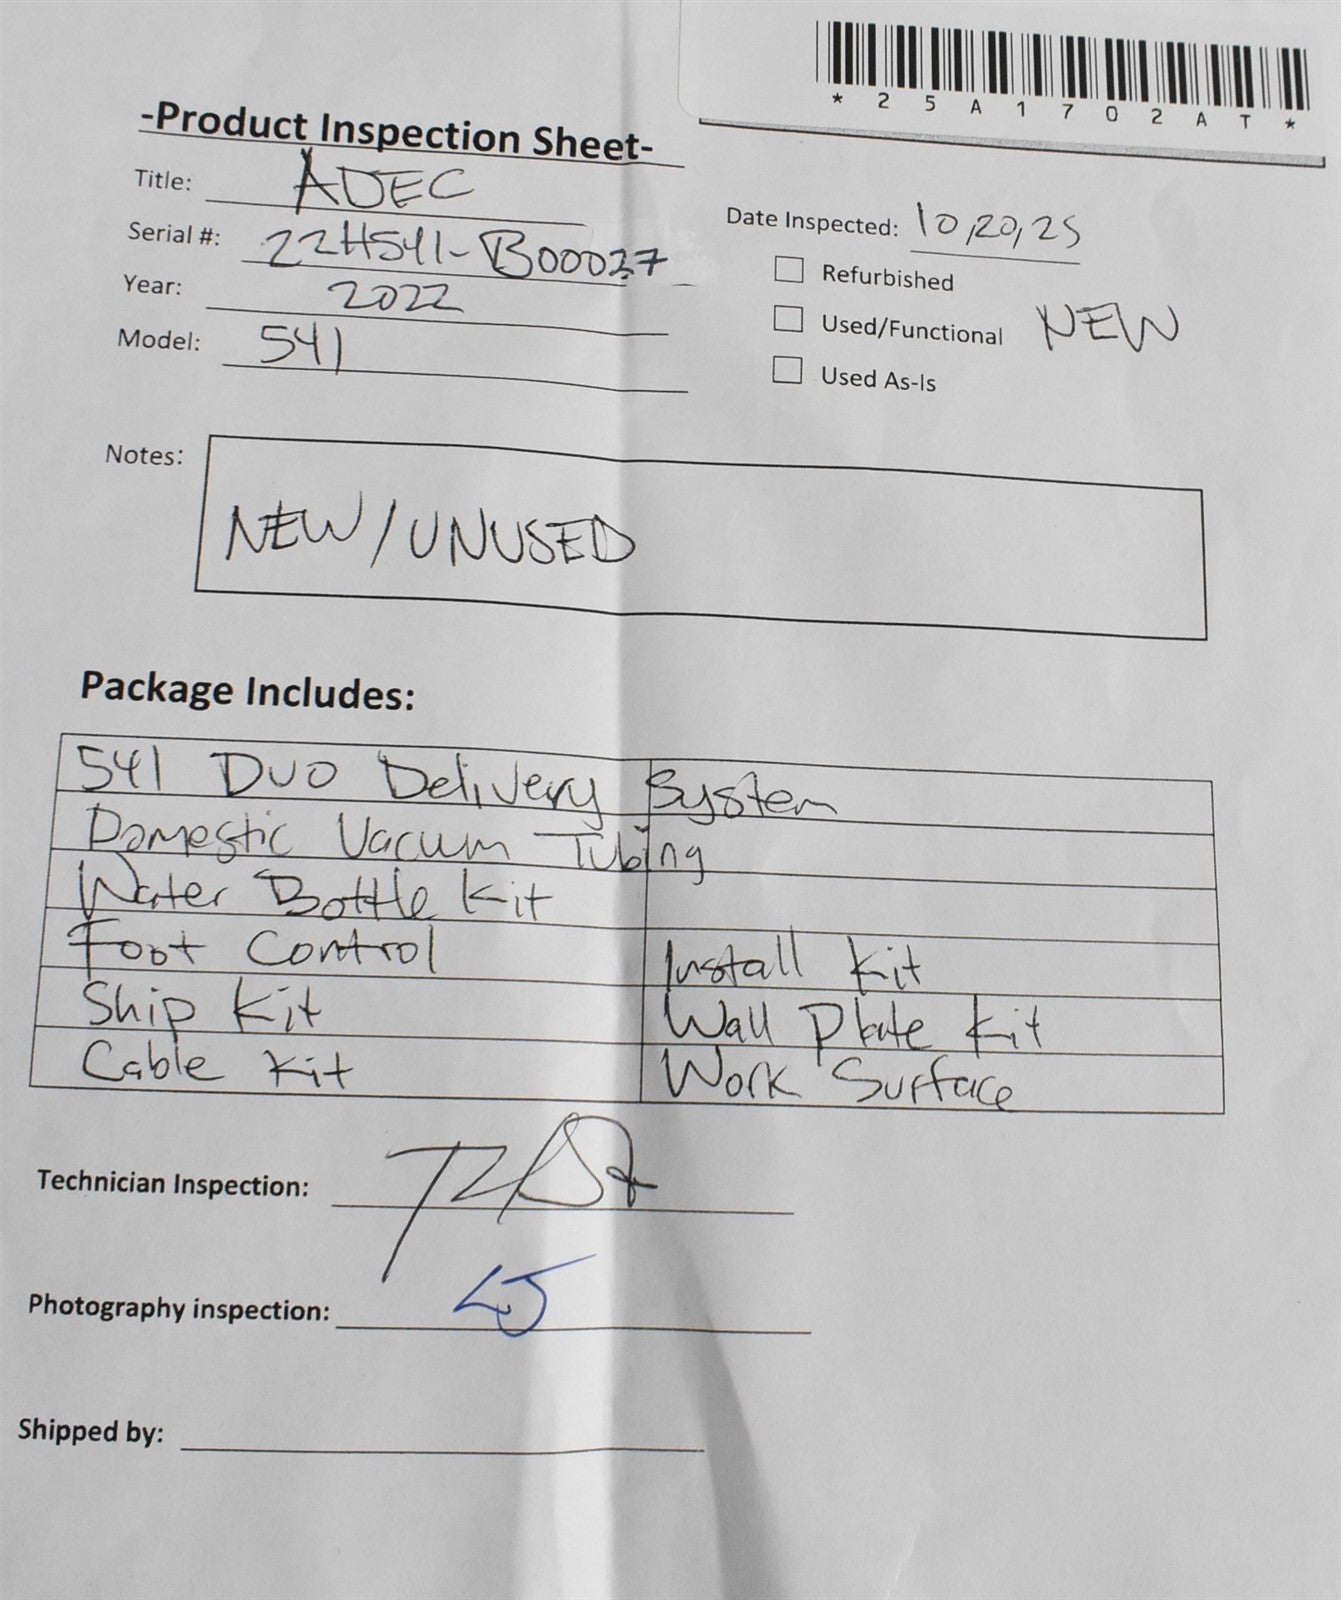 *25A1702AT*
-Product Inspection Sheet-
Title: ADEC
Serial #: 22H541-B00027
Year: 2022
Model: 541
Date Inspected: 10,20,25
Refurbished
Used/Functional NEW
Used As-Is
Notes:
NEW/UNUSED
Package Includes:
541 DUO Delivery System
Domestic Vacuum Tubing
Water Bottle Kit
Foot Control Install Kit
Ship Kit Wall Plate Kit
Cable Kit Work Surface
Technician Inspection:
Photography inspection:
Shipped by: